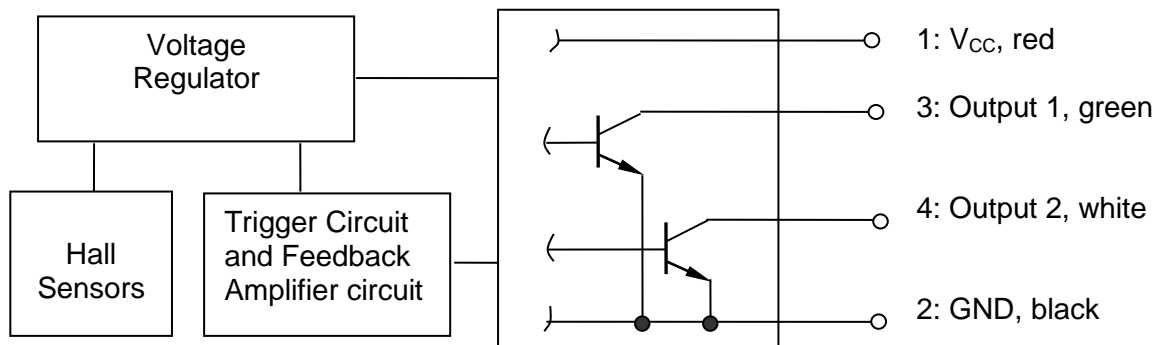 Voltage
Regulator
Hall
Sensors
Trigger Circuit
and Feedback
Amplifier circuit
1: V_CC, red
3: Output 1, green
4: Output 2, white
2: GND, black